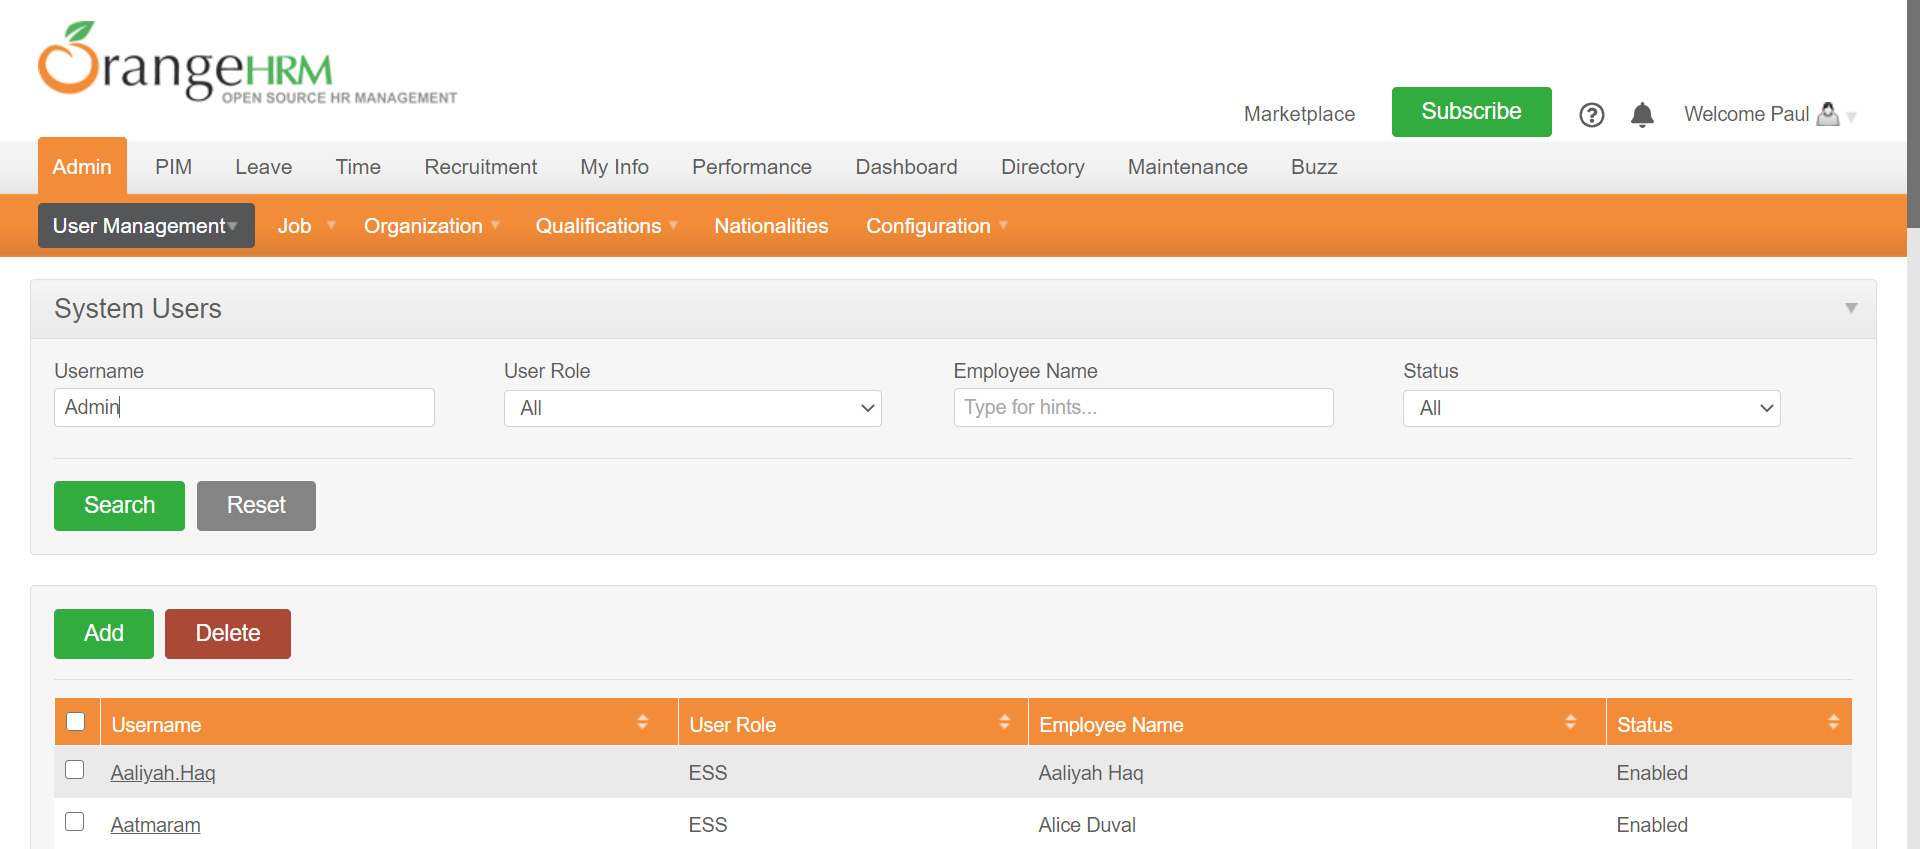 OrangeHRM
OPEN SOURCE HR MANAGEMENT
Marketplace
Subscribe
Welcome Paul
Admin PIM Leave Time Recruitment My Info Performance Dashboard Directory Maintenance Buzz
User Management Job Organization Qualifications Nationalities Configuration
System Users
Username User Role Employee Name Status
Admin All Type for hints... All
Search Reset
Add Delete
Username User Role Employee Name Status
Aaliyah.Haq ESS Aaliyah Haq Enabled
Aatmaram ESS Alice Duval Enabled